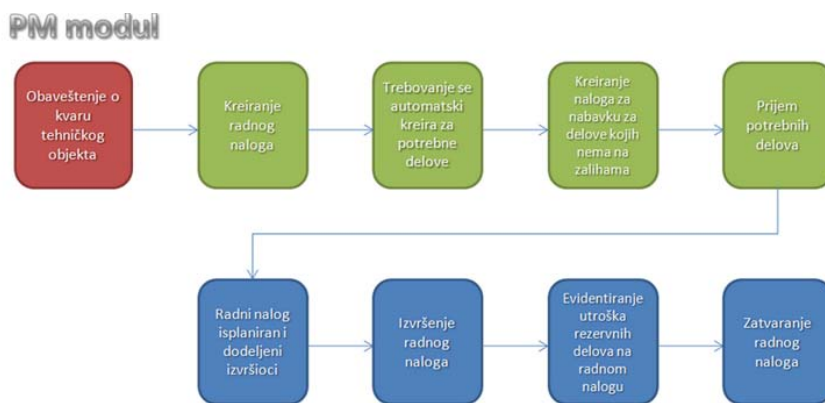 PM modul
Obaveštenje o
kvaru
tehničkog
objekta
Kreiranje
radnog
naloga
Trebovanje se
automatski
kreira za
potrebne
delove
Kreiranje
naloga za
nabavku za
delove kojih
nema na
zalihama
Prijem
potrebnih
delova
Radni nalog
isplaniran i
dodeljeni
izvršioci
Izvršenje
radnog
naloga
Evidentiranje
utroška
rezervnih
delova na
radnom
nalogu
Zatvaranje
radnog
naloga